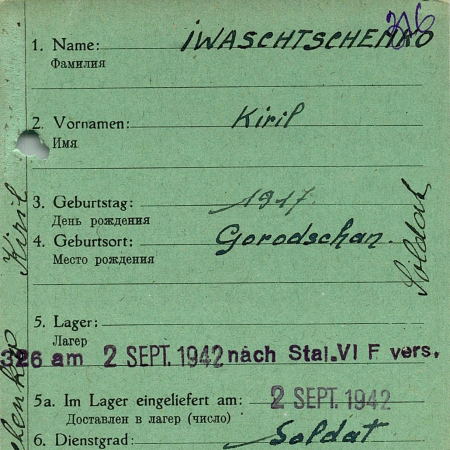 326
1. Name: IWASCHTSCHENKO
Фамилия
2. Vornamen: Kiril
Имя
3. Geburtstag: 1917
День рождения
4. Geburtsort: Gorodschan
Место рождения
Soldat
Kiril
5. Lager:
Лагер
326 am 2 SEPT. 1942 nach Stal. VI F vers.
5a. Im Lager eingeliefert am: 2 SEPT. 1942
Доставлен в лагер (число)
6. Dienstgrad: Soldat